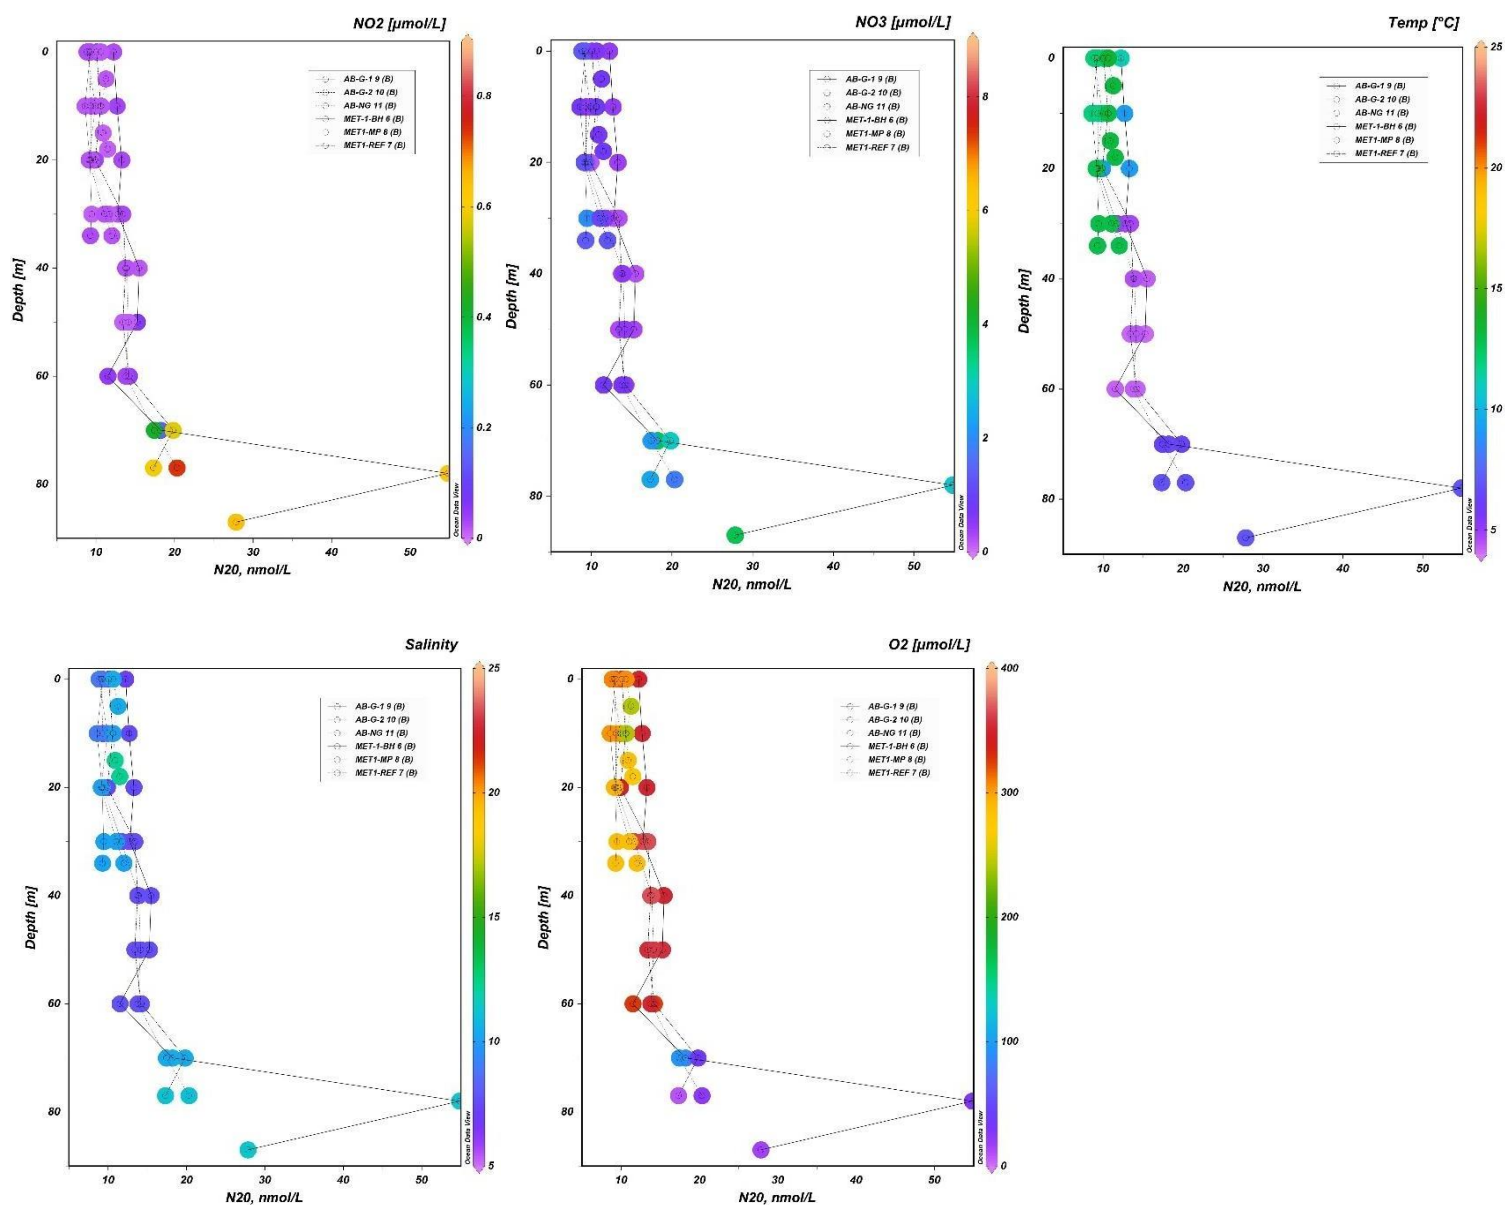 NO2 [µmol/L]
0
20
40
60
80
Depth [m]
10
20
30
40
50
N20, nmol/L
AB-G-1 9 (B)
AB-G-2 10 (B)
AB-NG 11 (B)
MET-1-BH 6 (B)
MET1-MP 8 (B)
MET1-REF 7 (B)
0.8
0.6
0.4
0.2
0
Ocean Data View
NO3 [µmol/L]
0
20
40
60
80
Depth [m]
10
20
30
40
50
N20, nmol/L
AB-G-1 9 (B)
AB-G-2 10 (B)
AB-NG 11 (B)
MET-1-BH 6 (B)
MET1-MP 8 (B)
MET1-REF 7 (B)
8
6
4
2
0
Ocean Data View
Temp [°C]
0
20
40
60
80
Depth [m]
10
20
30
40
50
N20, nmol/L
AB-G-1 9 (B)
AB-G-2 10 (B)
AB-NG 11 (B)
MET-1-BH 6 (B)
MET1-MP 8 (B)
MET1-REF 7 (B)
25
20
15
10
5
Ocean Data View
Salinity
0
20
40
60
80
Depth [m]
10
20
30
40
50
N20, nmol/L
AB-G-1 9 (B)
AB-G-2 10 (B)
AB-NG 11 (B)
MET-1-BH 6 (B)
MET1-MP 8 (B)
MET1-REF 7 (B)
25
20
15
10
5
Ocean Data View
O2 [µmol/L]
0
20
40
60
80
Depth [m]
10
20
30
40
50
N20, nmol/L
AB-G-1 9 (B)
AB-G-2 10 (B)
AB-NG 11 (B)
MET-1-BH 6 (B)
MET1-MP 8 (B)
MET1-REF 7 (B)
400
300
200
100
0
Ocean Data View